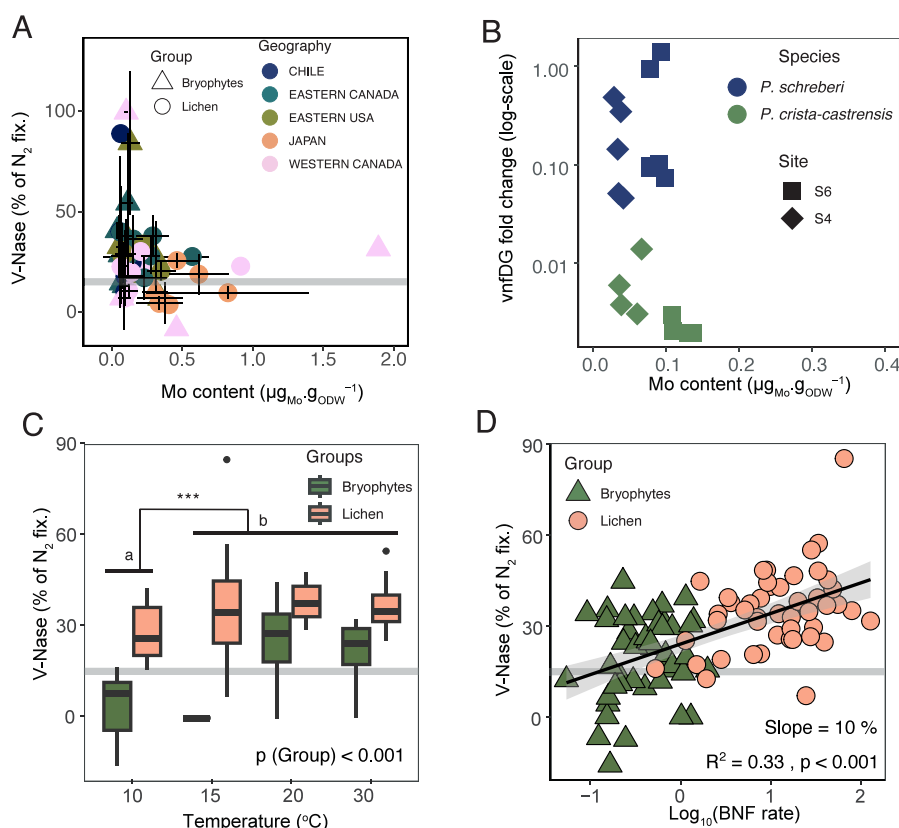 A
Group
Bryophytes
Lichen
Geography
CHILE
EASTERN CANADA
EASTERN USA
JAPAN
WESTERN CANADA
V-Nase (% of N₂ fix.)
100
50
0
0.0 0.5 1.0 1.5 2.0
Mo content (µg_Mo.g_ODW⁻¹)
B
Species
P. schreberi
P. crista-castrensis
Site
S6
S4
vnfDG fold change (log-scale)
1.00
0.10
0.01
0.0 0.1 0.2 0.3 0.4
Mo content (µg_Mo.g_ODW⁻¹)
C
Groups
Bryophytes
Lichen
***
a
b
V-Nase (% of N₂ fix.)
90
60
30
0
p (Group) < 0.001
10 15 20 30
Temperature (°C)
D
Group
Bryophytes
Lichen
V-Nase (% of N₂ fix.)
90
60
30
0
Slope = 10 %
R² = 0.33 , p < 0.001
−1 0 1 2
Log₁₀(BNF rate)